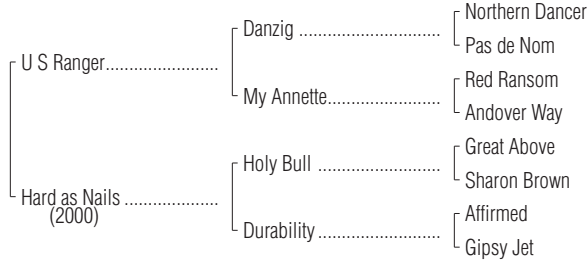 Northern Dancer
Danzig ................................
Pas de Nom
U S Ranger.........................
Red Ransom
My Annette..........................
Andover Way
Great Above
Holy Bull ............................
Sharon Brown
Hard as Nails .....................
(2000)
Affirmed
Durability ............................
Gipsy Jet